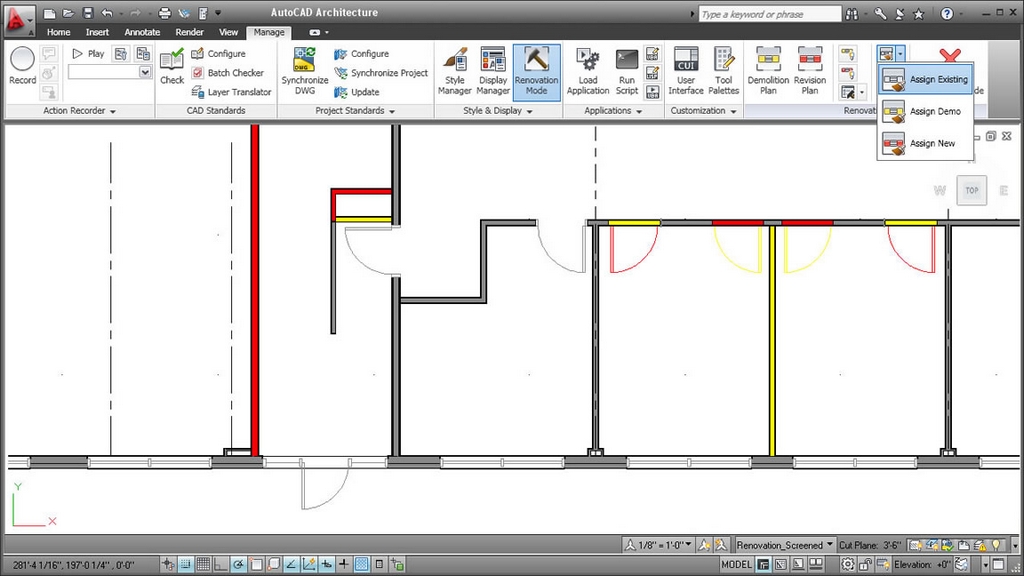 AutoCAD Architecture
Type a keyword or phrase
Home Insert Annotate Render View Manage
Record
Play
Check
Configure
Batch Checker
Layer Translator
Synchronize DWG
Configure
Synchronize Project
Update
Style Manager
Display Manager
Renovation Mode
Load Application
Run Script
CUI
User Interface
Tool Palettes
Demolition Plan
Revision Plan
Assign Existing
Assign Demo
Assign New
Action Recorder
CAD Standards
Project Standards
Style & Display
Applications
Customization
Renovat
de
W TOP E
Y
X
1/8" = 1'-0" Renovation_Screened Cut Plane: 3'-6"
281'-4 1/16", 197'-0 1/4" , 0'-0" MODEL Elevation: +0"